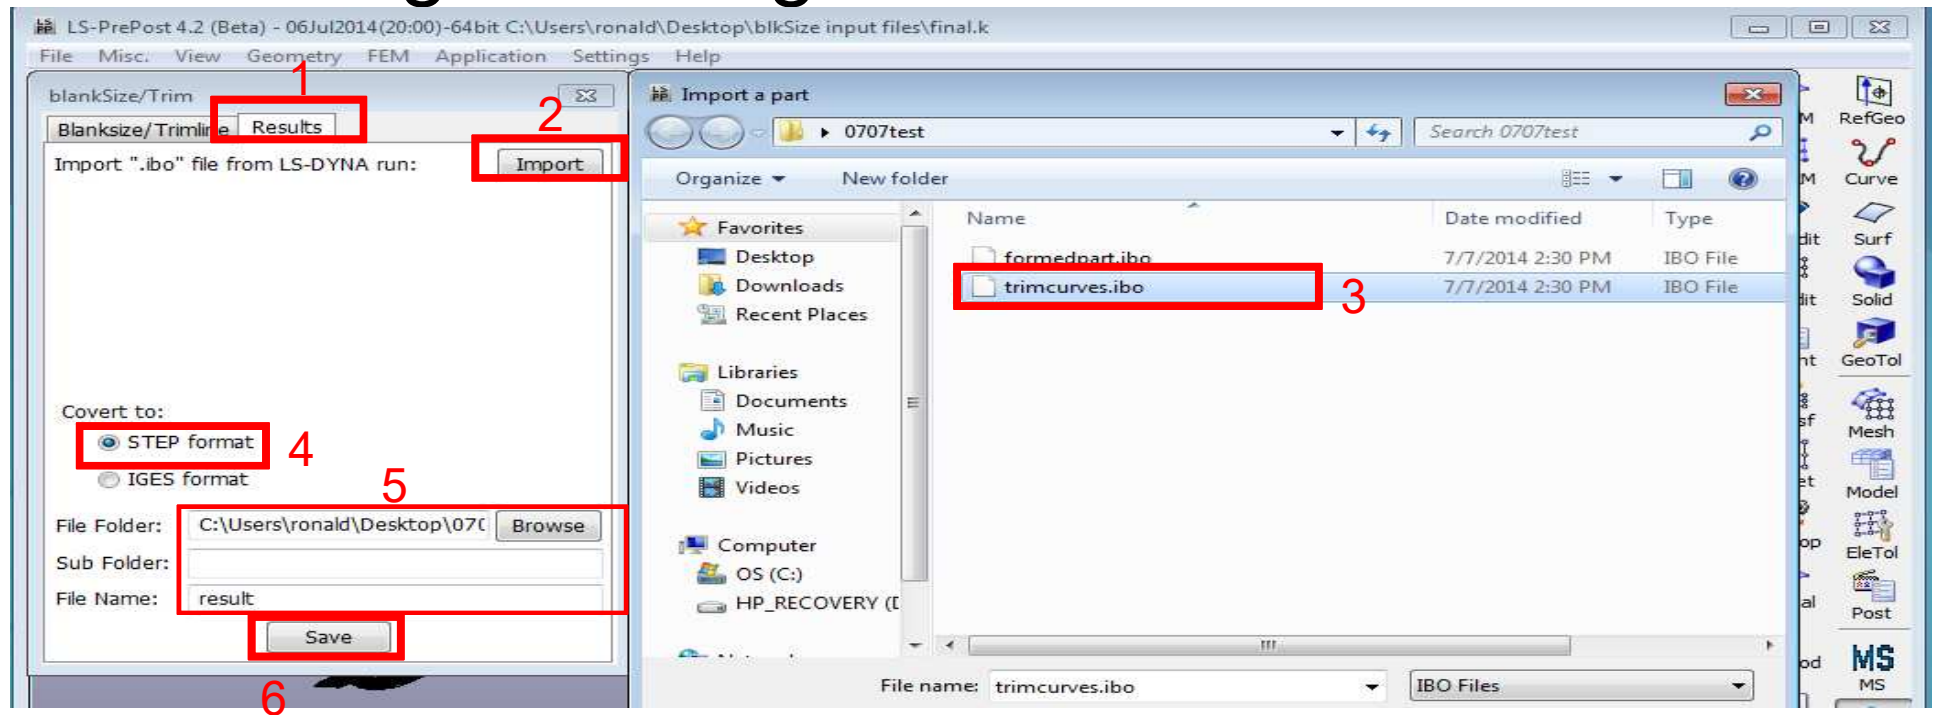 LS-PrePost 4.2 (Beta) - 06Jul2014(20:00)-64bit C:\Users\ronald\Desktop\blkSize input files\final.k
File Misc. View Geometry FEM Application Settings Help
1
blankSize/Trim
2
Blanksize/Trimline Results
Import ".ibo" file from LS-DYNA run: Import
Covert to:
STEP format
4
IGES format
5
File Folder: C:\Users\ronald\Desktop\07( Browse
Sub Folder:
File Name: result
Save
6
Import a part
0707test
Search 0707test
Organize New folder
Favorites
Desktop
Downloads
Recent Places
Libraries
Documents
Music
Pictures
Videos
Computer
OS (C:)
HP_RECOVERY (D
Name Date modified Type
formedpart.ibo 7/7/2014 2:30 PM IBO File
trimcurves.ibo 7/7/2014 2:30 PM IBO File
3
File name: trimcurves.ibo IBO Files
RefGeo
Curve
Surf
Solid
GeoTol
Mesh
Model
EleTol
Post
MS
MS